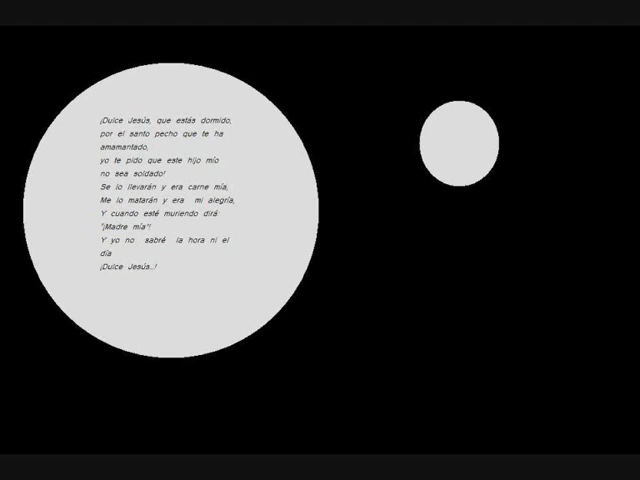 ¡Dulce Jesús, que estás dormido,
por el santo pecho que te ha
amamantado,
yo te pido que este hijo mío
no sea soldado!
Se lo llevarán y era carne mía,
Me lo matarán y era mi alegría,
Y cuando esté muriendo dirá:
"¡Madre mía"!
Y yo no sabré la hora ni el
día
¡Dulce Jesús..!